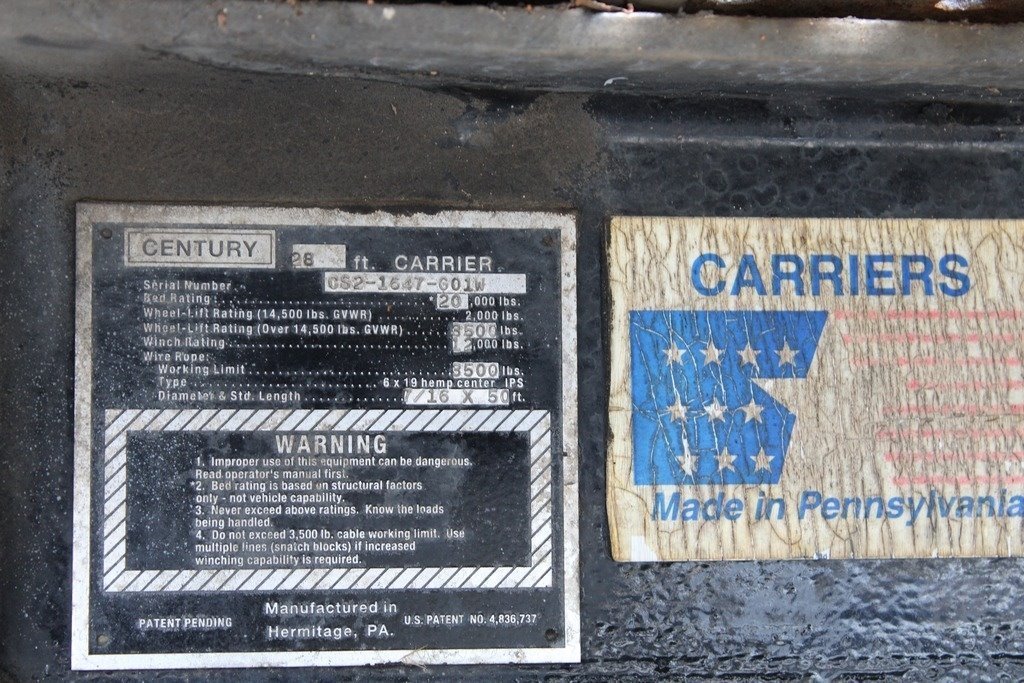 CENTURY 28 ft. CARRIER
Serial Number CS2-1647-G01W
Bed Rating: *20,000 lbs.
Wheel-Lift Rating (14,500 lbs. GVWR) 2,000 lbs.
Wheel-Lift Rating (Over 14,500 lbs. GVWR) 3500 lbs.
Winch Rating 12,000 lbs.
Wire Rope:
Working Limit 3500 lbs.
Type 6 x 19 hemp center IPS
Diameter & Std. Length 7/16 X 50 ft.
WARNING
1. Improper use of this equipment can be dangerous.
Read operator's manual first.
*2. Bed rating is based on structural factors
only - not vehicle capability.
3. Never exceed above ratings. Know the loads
being handled.
4. Do not exceed 3,500 lb. cable working limit. Use
multiple lines (snatch blocks) if increased
winching capability is required.
PATENT PENDING
Manufactured in
Hermitage, PA.
U.S. PATENT NO. 4,836,737
CARRIERS
Made in Pennsylvania